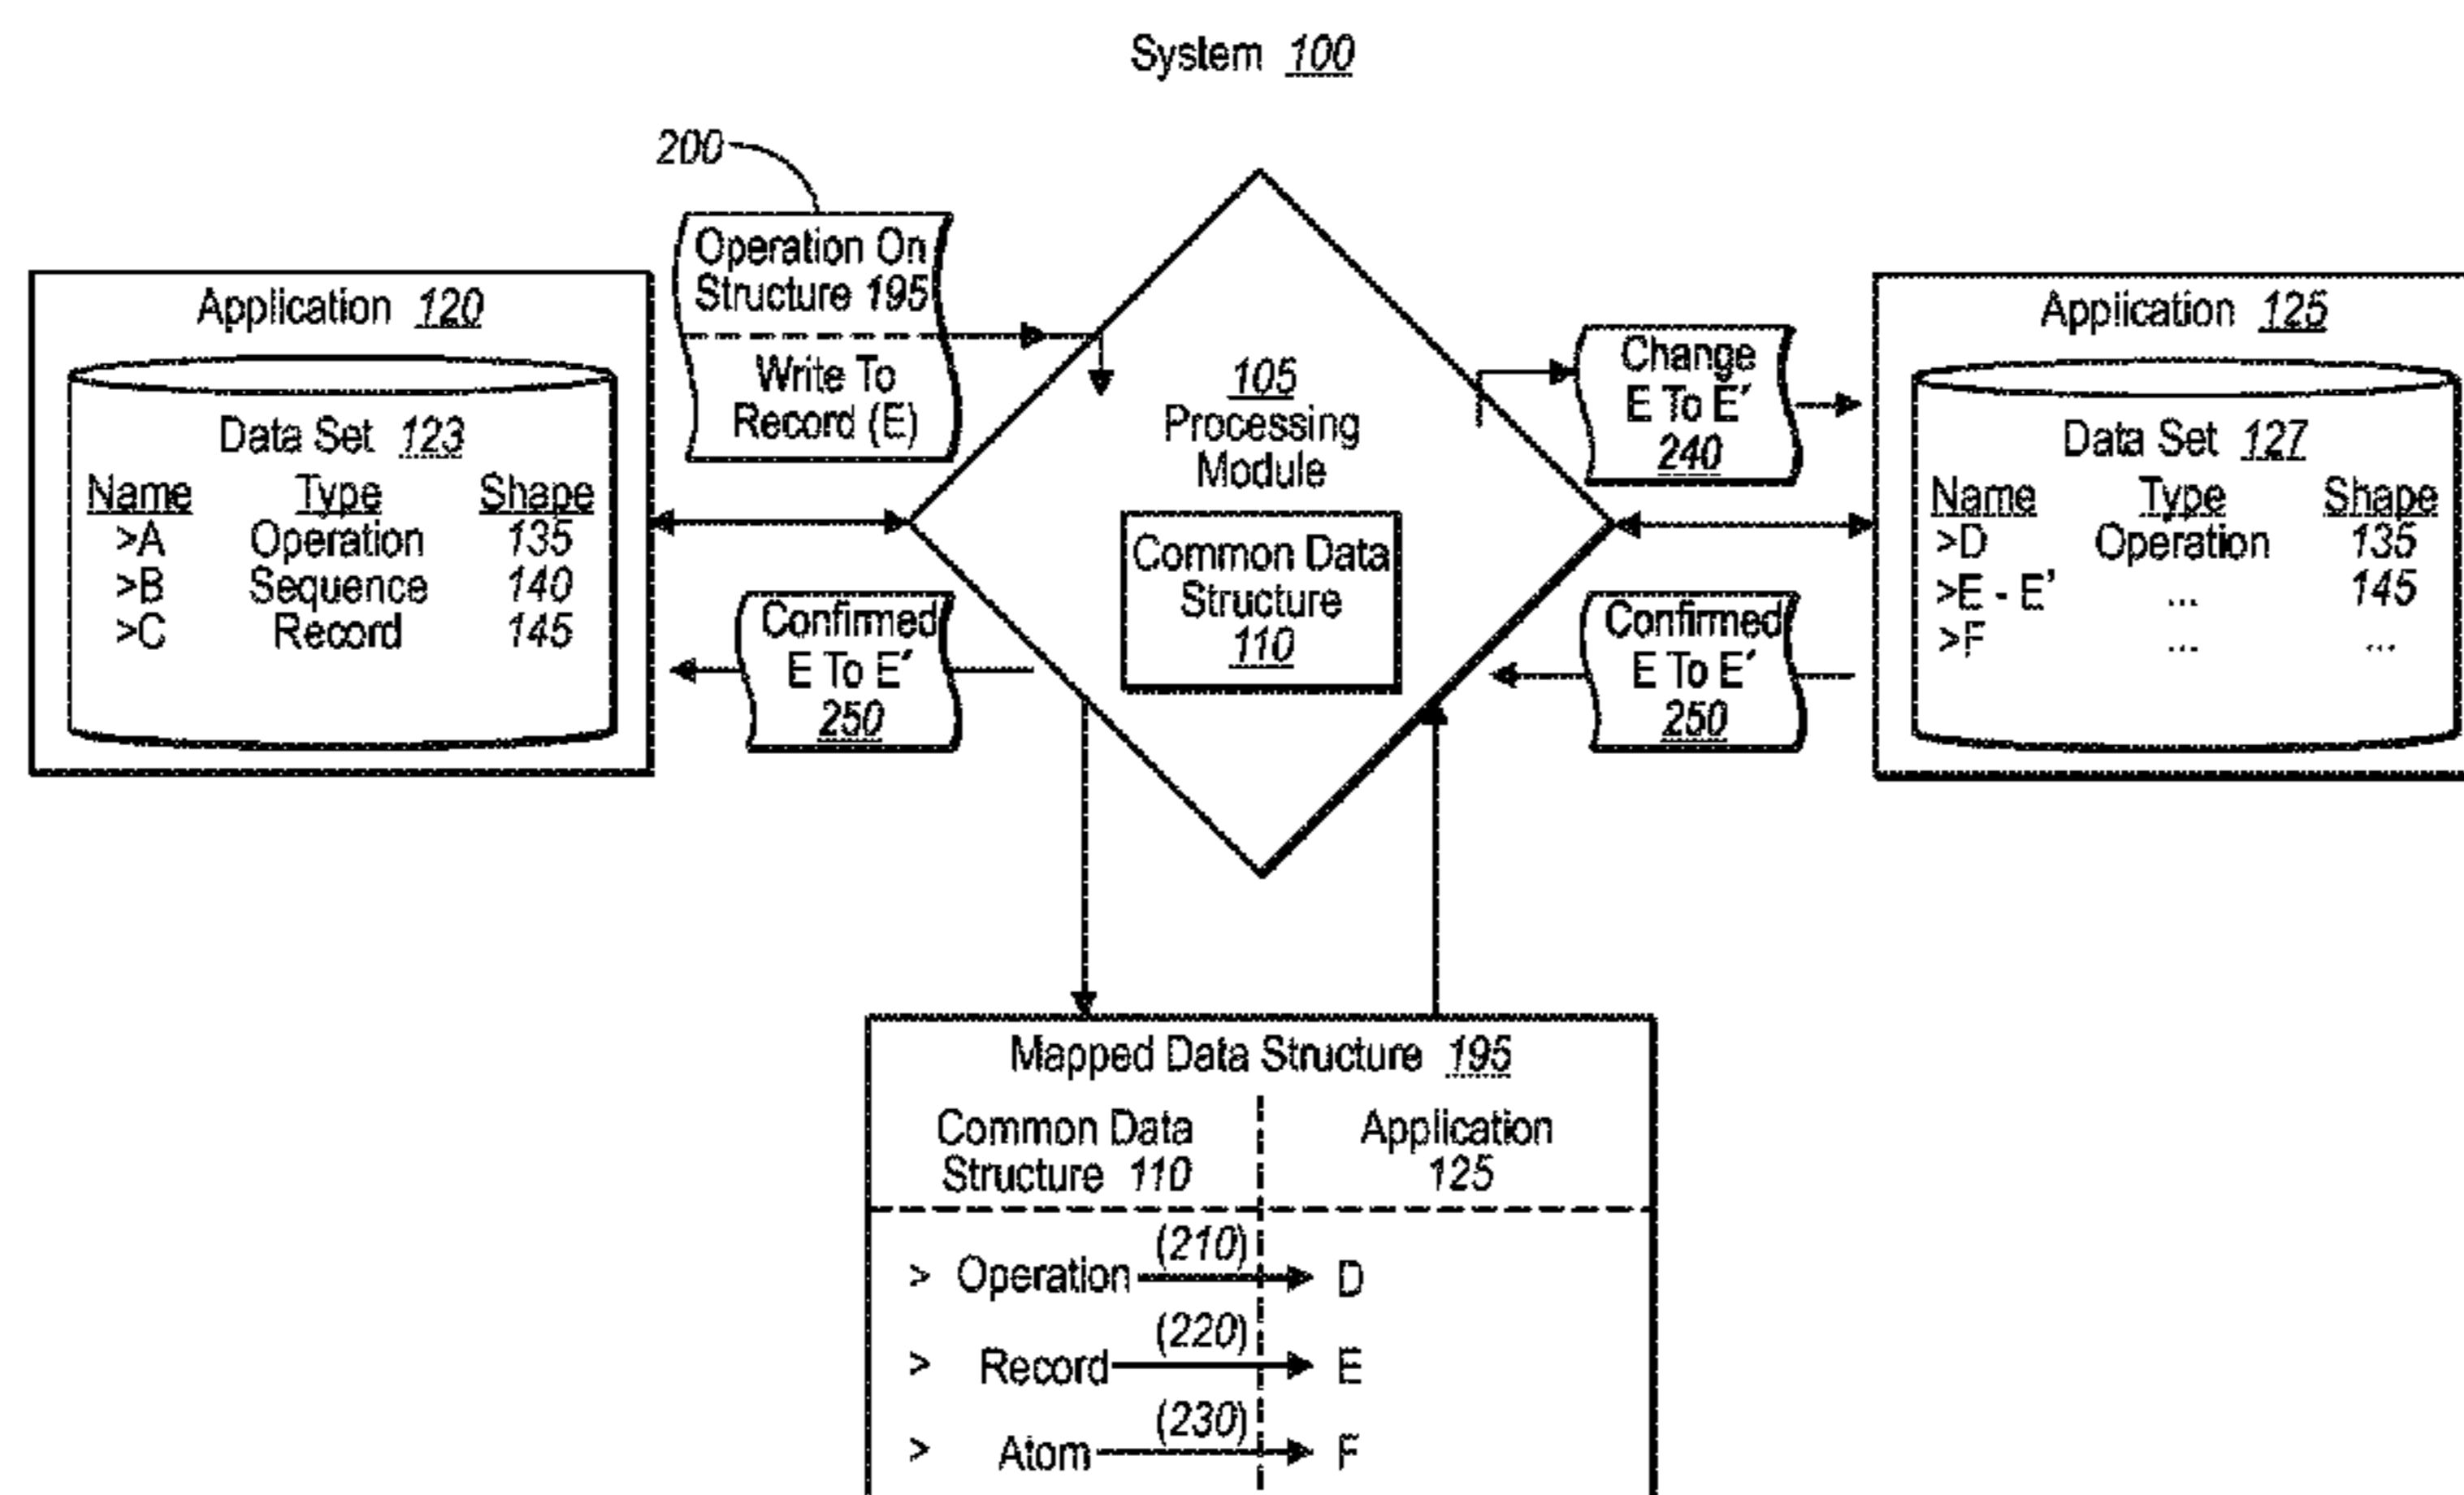 System 100
200
Operation On
Structure 195
Write To
Record (E)
Application 120
Data Set 123
Name Type Shape
>A Operation 135
>B Sequence 140
>C Record 145
105
Processing
Module
Common Data
Structure
110
Change
E To E′
240
Application 125
Data Set 127
Name Type Shape
>D Operation 135
>E - E' ... 145
>F ... ...
Confirmed
E To E′
250
Confirmed
E To E′
250
Mapped Data Structure 195
Common Data
Structure 110
Application
125
(210)
> Operation D
(220)
> Record E
(230)
> Atom F